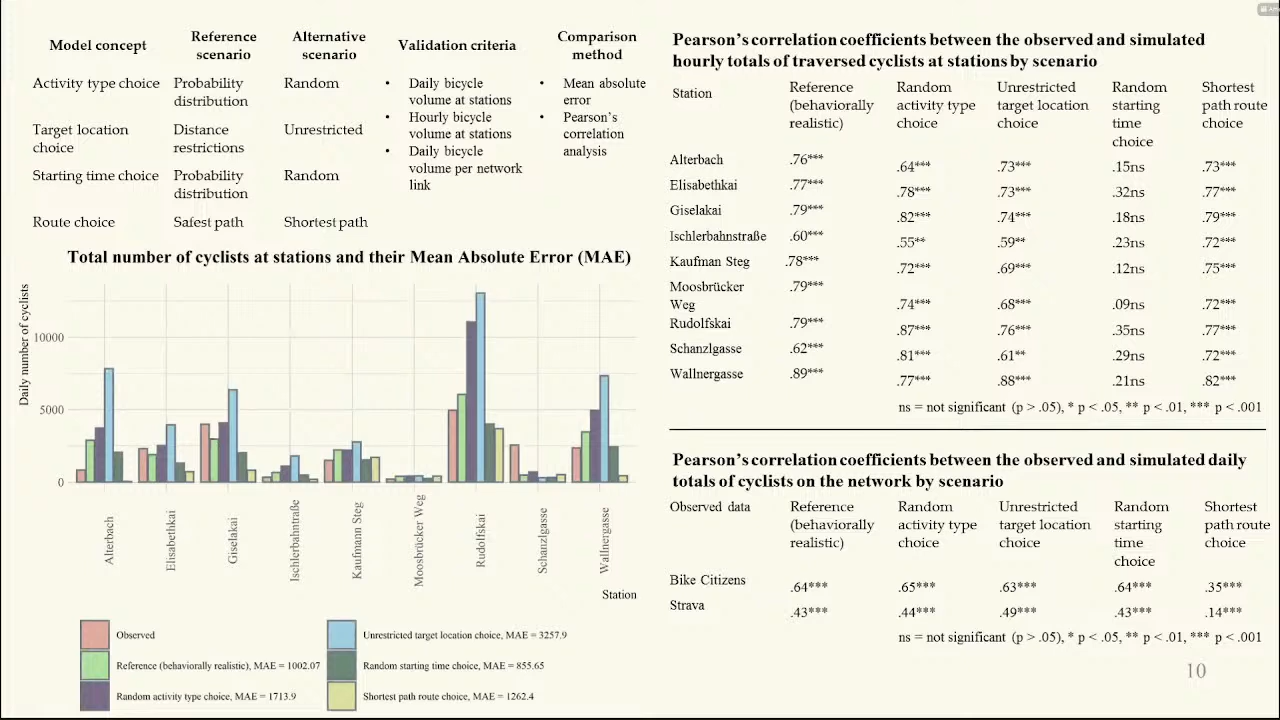 Model concept
Reference
scenario
Alternative
scenario
Validation criteria
Comparison
method
Activity type choice
Probability
distribution
Random
Target location
choice
Distance
restrictions
Unrestricted
Starting time choice
Probability
distribution
Random
Route choice
Safest path
Shortest path
• Daily bicycle
volume at stations
• Hourly bicycle
volume at stations
• Daily bicycle
volume per network
link
• Mean absolute
error
• Pearson's
correlation
analysis
Total number of cyclists at stations and their Mean Absolute Error (MAE)
Daily number of cyclists
10000
5000
0
Alterbach
Elisabethkai
Giselakai
Ischlerbahntraße
Kaufmann Steg
Moosbrücker Weg
Rudolfskai
Schanzlgasse
Wallnergasse
Station
Observed
Reference (behaviorally realistic), MAE = 1002.07
Random activity type choice, MAE = 1713.9
Unrestricted target location choice, MAE = 3257.9
Random starting time choice, MAE = 855.65
Shortest path route choice, MAE = 1262.4
Pearson's correlation coefficients between the observed and simulated
hourly totals of traversed cyclists at stations by scenario
Station
Reference
(behaviorally
realistic)
Random
activity type
choice
Unrestricted
target location
choice
Random
starting
time
choice
Shortest
path route
choice
Alterbach .76*** .64*** .73*** .15ns .73***
Elisabethkai .77*** .78*** .73*** .32ns .77***
Giselakai .79*** .82*** .74*** .18ns .79***
Ischlerbahnstraße .60*** .55** .59** .23ns .72***
Kaufman Steg .78*** .72*** .69*** .12ns .75***
Moosbrücker
Weg .79*** .74*** .68*** .09ns .72***
Rudolfskai .79*** .87*** .76*** .35ns .77***
Schanzlgasse .62*** .81*** .61** .29ns .72***
Wallnergasse .89*** .77*** .88*** .21ns .82***
ns = not significant (p > .05), * p < .05, ** p < .01, *** p < .001
Pearson's correlation coefficients between the observed and simulated daily
totals of cyclists on the network by scenario
Observed data
Reference
(behaviorally
realistic)
Random
activity type
choice
Unrestricted
target location
choice
Random
starting
time
choice
Shortest
path route
choice
Bike Citizens .64*** .65*** .63*** .64*** .35***
Strava .43*** .44*** .49*** .43*** .14***
ns = not significant (p > .05), * p < .05, ** p < .01, *** p < .001
10